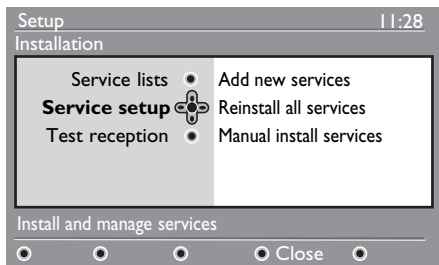 Setup 11:28
Installation
Service lists Add new services
Service setup Reinstall all services
Test reception Manual install services
Install and manage services
Close